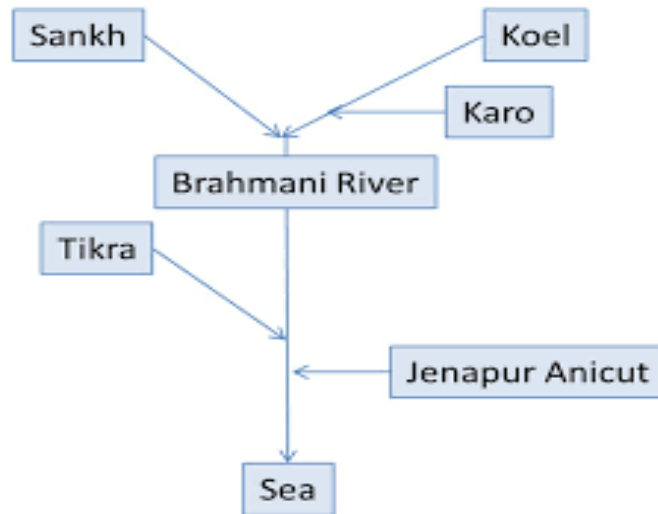 Sankh
Koel
Karo
Brahmani River
Tikra
Jenapur Anicut
Sea